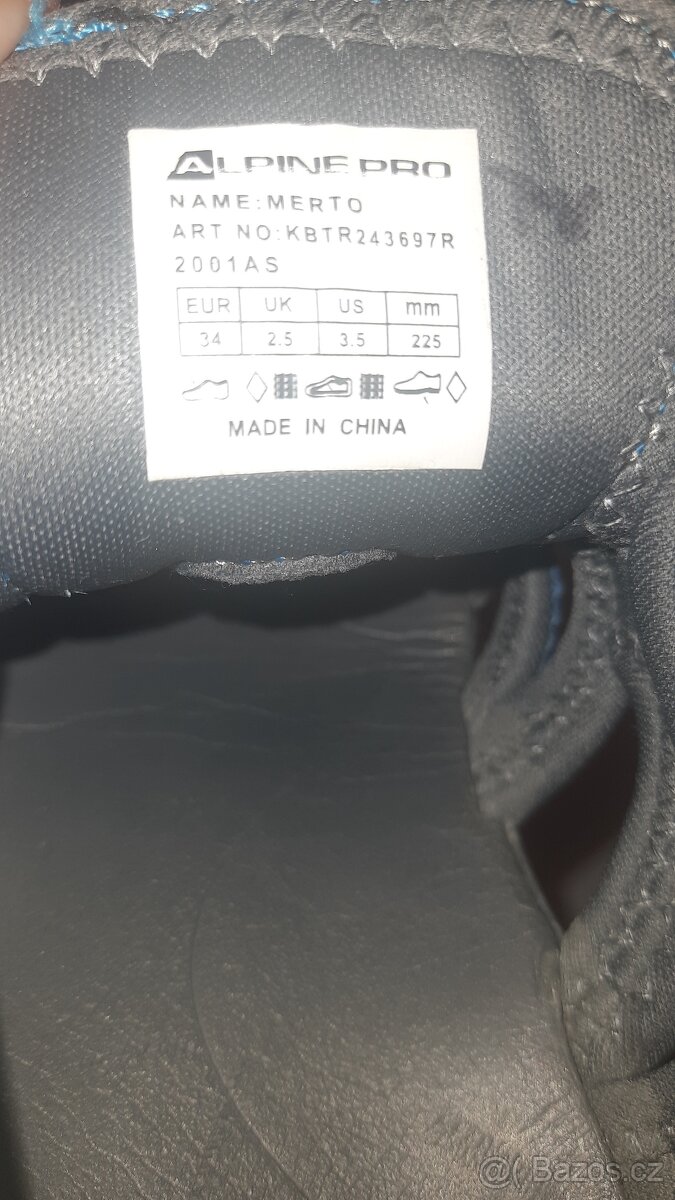 ALPINE PRO
NAME:MERTO
ART NO:KBTR243697R
2001AS
EUR UK US mm
34 2.5 3.5 225
MADE IN CHINA
Bazos.cz